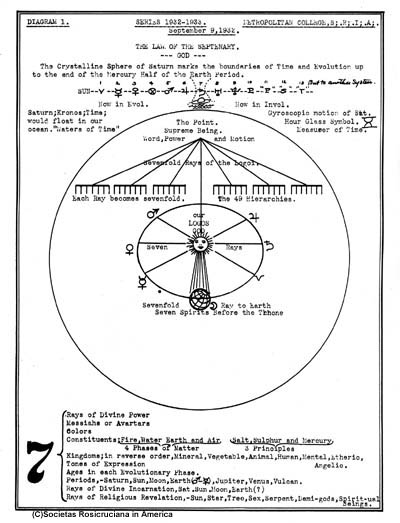 DIAGRAM 1. SERIES 1932-1933. METROPOLITAN COLLEGE,S:.R:.I:.A:.
September 9,1932.
THE LAW OF THE SEPTENARY.
--- GOD ---
The Crystalline Sphere of Saturn marks the boundaries of Time and Evolution up
to the end of the Mercury Half of the Earth Period.
SUN But to another System.
Now in Evol. Now in Invol.
Saturn;Kronos;Time; Gyroscopic motion of Sat.
would float in our The Point. Hour Glass Symbol.
ocean."Waters of Time" Supreme Being. Measurer of Time.
Word,Power and Motion
Sevenfold Rays of the Logoi.
Each Ray becomes sevenfold. The 49 Hierarchies.
our
LOGOS
GOD
Seven Rays
Sevenfold Ray to Earth
Seven Spirits Before the Throne
7
Rays of Divine Power
Messiahs or Avartars
Colors
Constituents;Fire,Water Earth and Air. Salt,Sulphur and Mercury.
4 Phases of Matter 3 Principles
Kingdoms;in reverse order,Mineral,Vegetable,Animal,Human,Mental,Etheric,
Tones of Expression Angelic.
Ages in each Evolutionary Phase.
Periods,-Saturn,Sun,Moon,Earth(♂-☿),Jupiter,Venus,Vulcan.
Rays of Divine Incarnation,Sat.Sun.Moon,Earth(?)
Rays of Religious Revelation,-Sun,Star,Tree,Sex,Serpent,Demi-gods,Spiritual
Beings.
(C)Societas Rosicruciana in America